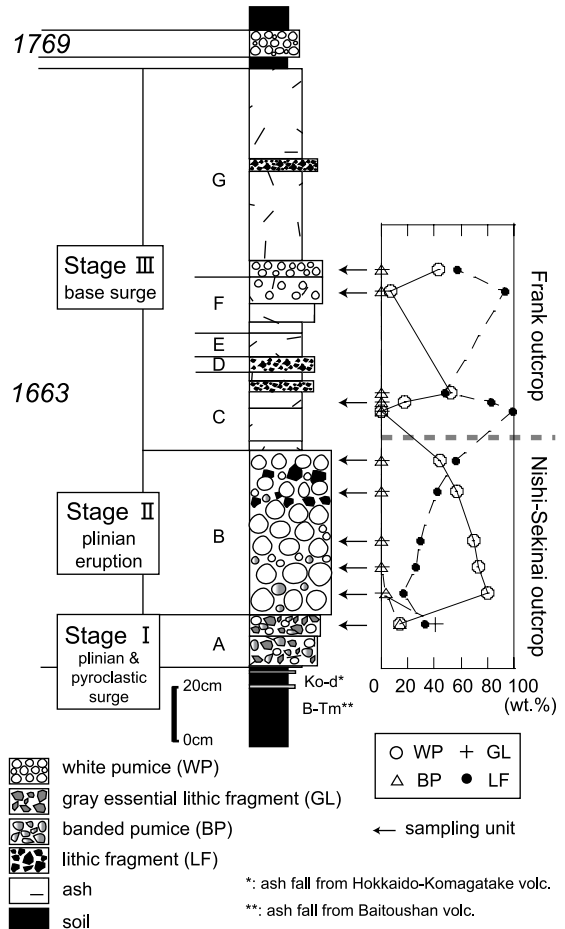 1769
G
Stage Ⅲ
base surge
F
E
D
1663
C
Stage Ⅱ
plinian
eruption
B
Stage Ⅰ
plinian &
pyroclastic
surge
A
Ko-d*
B-Tm**
20cm
0cm
Frank outcrop
Nishi-Sekinai outcrop
0 20 40 60 80 100
(wt.%)
WP GL
BP LF
sampling unit
white pumice (WP)
gray essential lithic fragment (GL)
banded pumice (BP)
lithic fragment (LF)
ash
soil
*: ash fall from Hokkaido-Komagatake volc.
**: ash fall from Baitoushan volc.